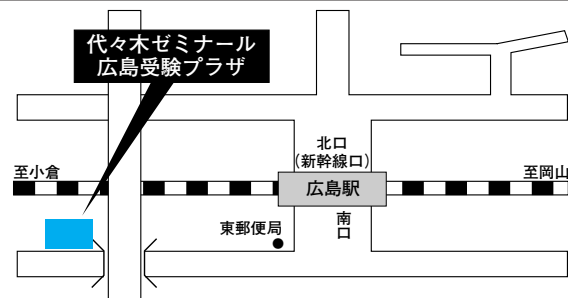 代々木ゼミナール
広島受験プラザ
北口
(新幹線口)
至小倉
至岡山
広島駅
東郵便局
南口